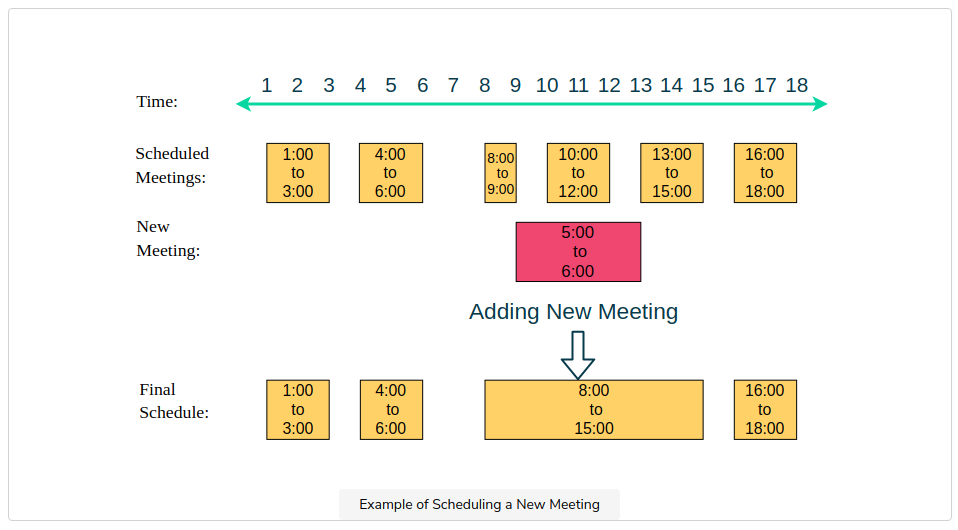 1 2 3 4 5 6 7 8 9 10 11 12 13 14 15 16 17 18
Time:
Scheduled
Meetings:
1:00
to
3:00
4:00
to
6:00
8:00
to
9:00
10:00
to
12:00
13:00
to
15:00
16:00
to
18:00
New
Meeting:
5:00
to
6:00
Adding New Meeting
Final
Schedule:
1:00
to
3:00
4:00
to
6:00
8:00
to
15:00
16:00
to
18:00
Example of Scheduling a New Meeting